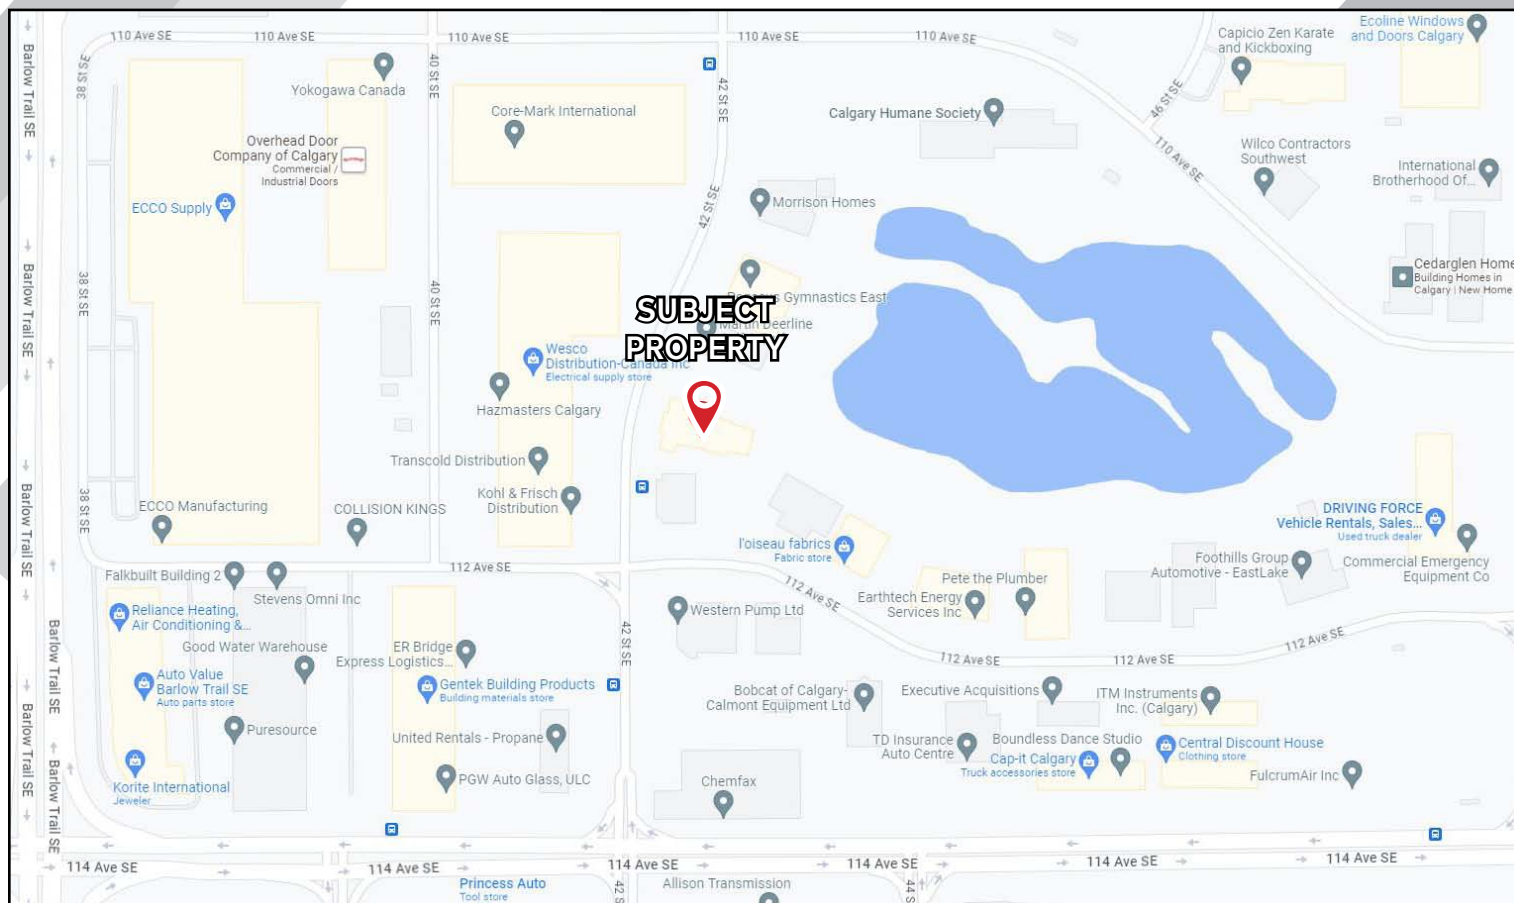 110 Ave SE
110 Ave SE
110 Ave SE
110 Ave SE
110 Ave SE
Ecoline Windows
and Doors Calgary
Capicio Zen Karate
and Kickboxing
Barlow Trail SE
38 St SE
40 St SE
42 St SE
46 St SE
Yokogawa Canada
Core-Mark International
Calgary Humane Society
Overhead Door
Company of Calgary
Commercial /
Industrial Doors
110 Ave SE
Wilco Contractors
Southwest
International
Brotherhood Of...
ECCO Supply
42 St SE
Morrison Homes
Barlow Trail SE
Barlow Trail SE
38 St SE
40 St SE
Cedarglen Home
Building Homes in
Calgary | New Home
Gymnastics East
SUBJECT
PROPERTY
Martin Deerline
Wesco
Distribution-Canada Inc
Electrical supply store
Hazmasters Calgary
Transcold Distribution
Kohl & Frisch
Distribution
38 St SE
ECCO Manufacturing
COLLISION KINGS
Barlow Trail SE
DRIVING FORCE
Vehicle Rentals, Sales...
Used truck dealer
l'oiseau fabrics
Fabric store
Foothills Group
Automotive - EastLake
Commercial Emergency
Equipment Co
112 Ave SE
Falkbuilt Building 2
Stevens Omni Inc
112 Ave SE
Pete the Plumber
Earthtech Energy
Services Inc
Reliance Heating,
Air Conditioning &...
Western Pump Ltd
Barlow Trail SE
42 St SE
112 Ave SE
Good Water Warehouse
ER Bridge
Express Logistics...
112 Ave SE
112 Ave SE
Auto Value
Barlow Trail SE
Auto parts store
Gentek Building Products
Building materials store
Bobcat of Calgary-
Calmont Equipment Ltd
Executive Acquisitions
ITM Instruments
Inc. (Calgary)
Barlow Trail SE
Puresource
United Rentals - Propane
TD Insurance
Auto Centre
Boundless Dance Studio
Central Discount House
Clothing store
Cap-it Calgary
Truck accessories store
FulcrumAir Inc
Barlow Trail SE
Korite International
Jeweler
PGW Auto Glass, ULC
Chemfax
114 Ave SE
114 Ave SE
114 Ave SE
114 Ave SE
114 Ave SE
114 Ave SE
Princess Auto
Tool store
42 S
Allison Transmission
44 S